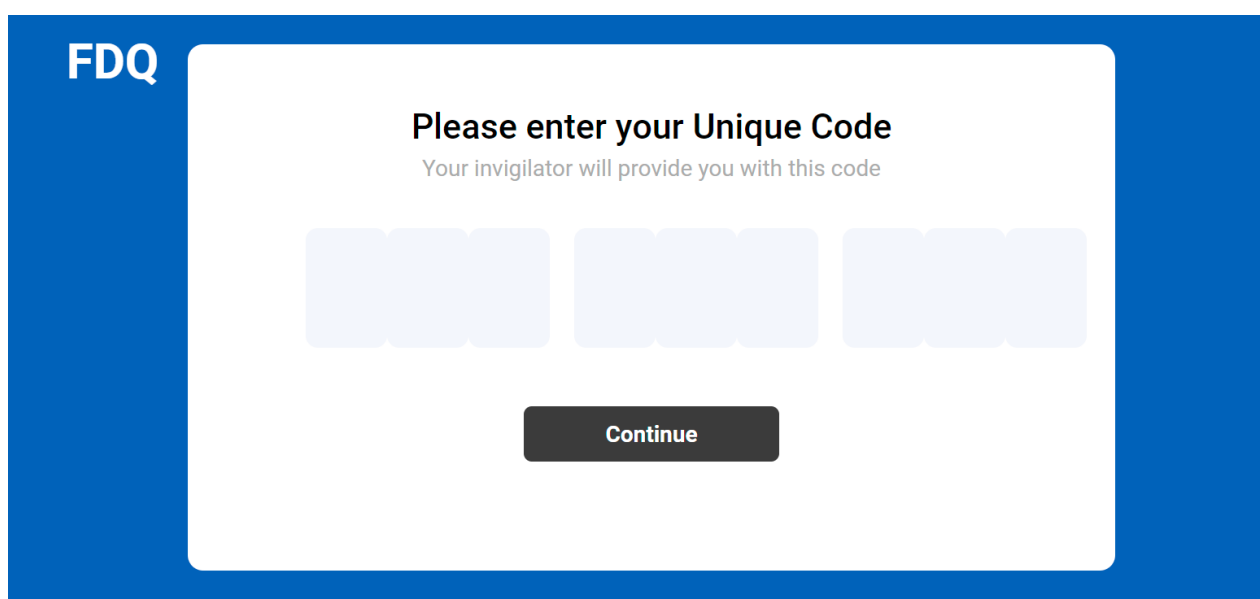 FDQ
Please enter your Unique Code
Your invigilator will provide you with this code
Continue